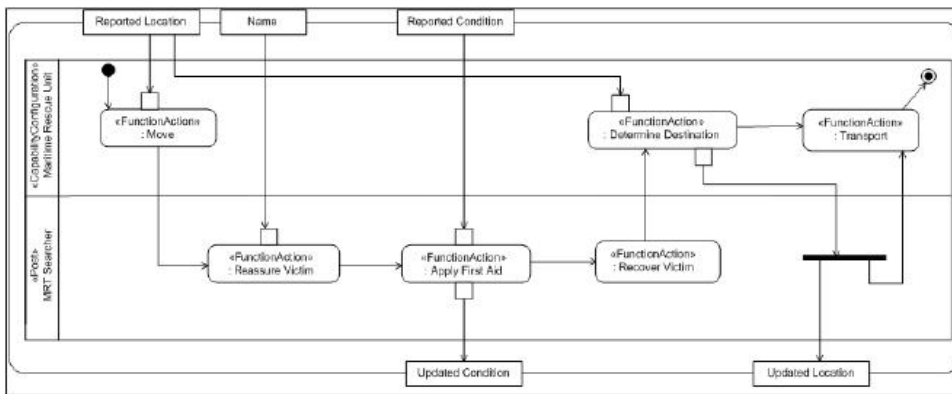 Reported Location
Name
Reported Condition
«CapabilityConfiguration»
Maritime Rescue Unit
«FunctionAction»
: Move
«FunctionAction»
: Determine Destination
«FunctionAction»
: Transport
«Post»
MRT Searcher
«FunctionAction»
: Reassure Victim
«FunctionAction»
: Apply First Aid
«FunctionAction»
: Recover Victim
Updated Condition
Updated Location